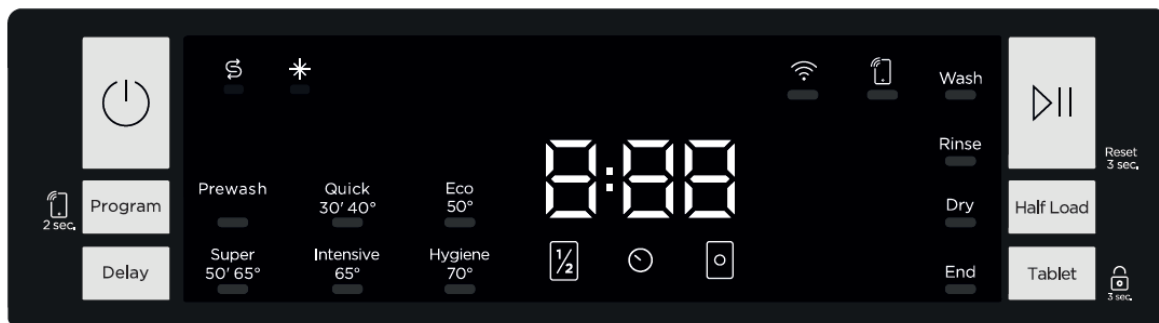 Wash
8:88
Rinse
Reset
3 sec.
Prewash
Quick
30' 40°
Eco
50°
2 sec.
Program
Dry
Half Load
Delay
Super
50' 65°
Intensive
65°
Hygiene
70°
1/2
End
Tablet
3 sec.